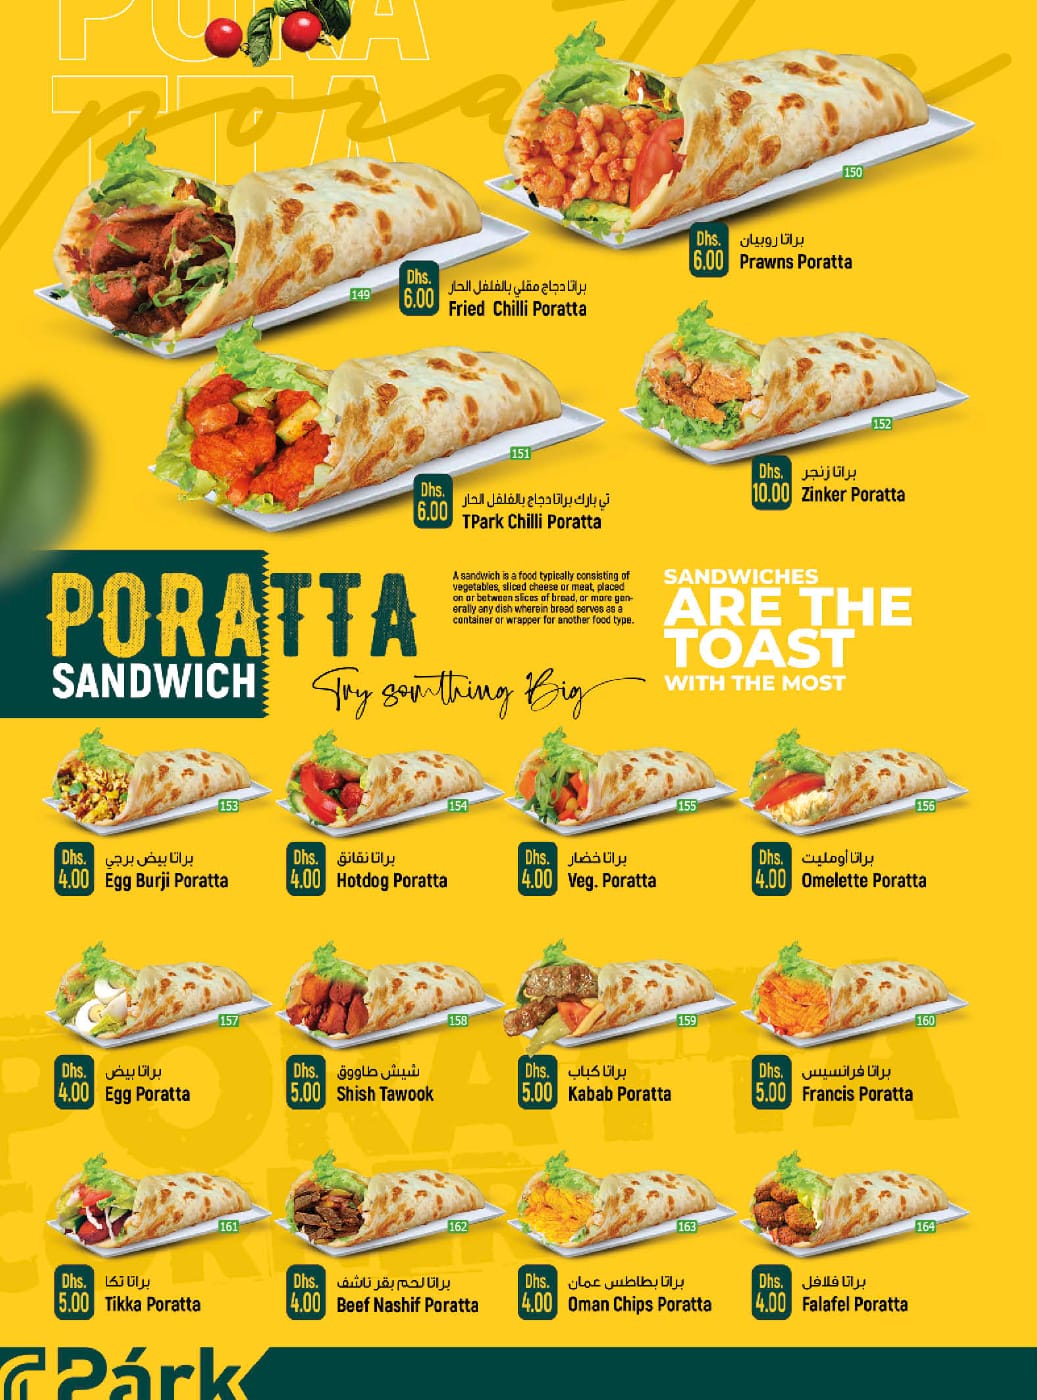 PORA
TTA
poratta
150
Dhs.
6.00
براتا روبيان
Prawns Poratta
149
Dhs.
6.00
براتا دجاج مقلي بالفلفل الحار
Fried Chilli Poratta
151
Dhs.
6.00
تي بارك براتا دجاج بالفلفل الحار
TPark Chilli Poratta
152
Dhs.
10.00
براتا زنجر
Zinker Poratta
PORATTA
SANDWICH
Try somthing Big
A sandwich is a food typically consisting of
vegetables, sliced cheese or meat, placed
on or between slices of bread, or more gen-
erally any dish wherein bread serves as a
container or wrapper for another food type.
SANDWICHES
ARE THE
TOAST
WITH THE MOST
153
Dhs.
4.00
براتا بيض برجي
Egg Burji Poratta
154
Dhs.
4.00
براتا نقانق
Hotdog Poratta
155
Dhs.
4.00
براتا خضار
Veg. Poratta
156
Dhs.
4.00
براتا أومليت
Omelette Poratta
157
Dhs.
4.00
براتا بيض
Egg Poratta
158
Dhs.
5.00
شيش طاووق
Shish Tawook
159
Dhs.
5.00
براتا كباب
Kabab Poratta
160
Dhs.
5.00
براتا فرانسيس
Francis Poratta
PORATTA
CORNER
161
Dhs.
5.00
براتا تكا
Tikka Poratta
162
Dhs.
4.00
براتا لحم بقر ناشف
Beef Nashif Poratta
163
Dhs.
4.00
براتا بطاطس عمان
Oman Chips Poratta
164
Dhs.
4.00
براتا فلافل
Falafel Poratta
Párk